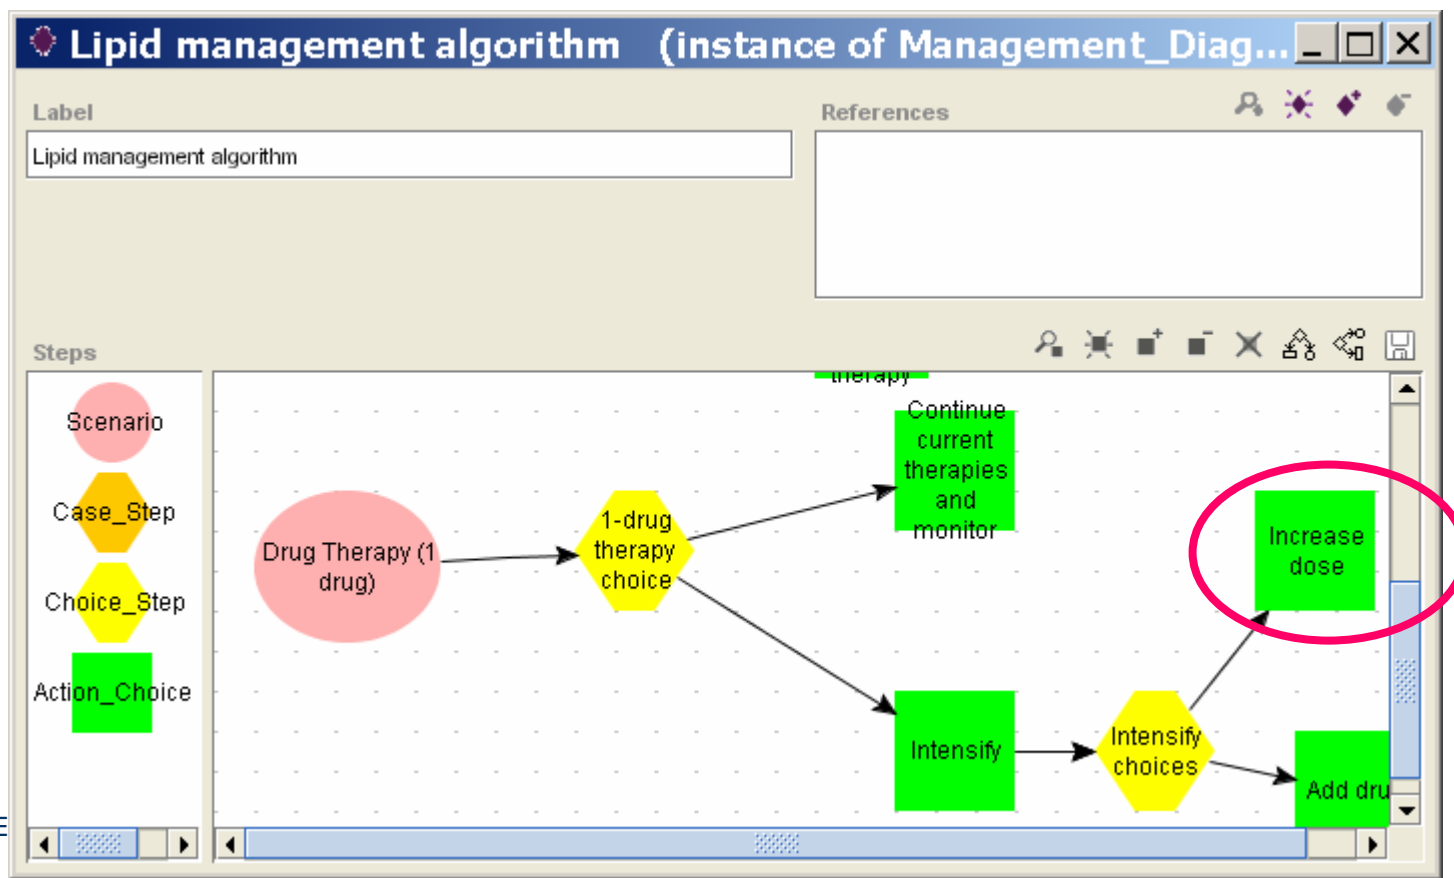 Lipid management algorithm (instance of Management_Diag...
Label
References
Lipid management algorithm
Steps
Scenario
Case_Step
Choice_Step
Action_Choice
therapy
Continue
current
therapies
and
monitor
Drug Therapy (1
drug)
1-drug
therapy
choice
Increase
dose
Intensify
Intensify
choices
Add dru